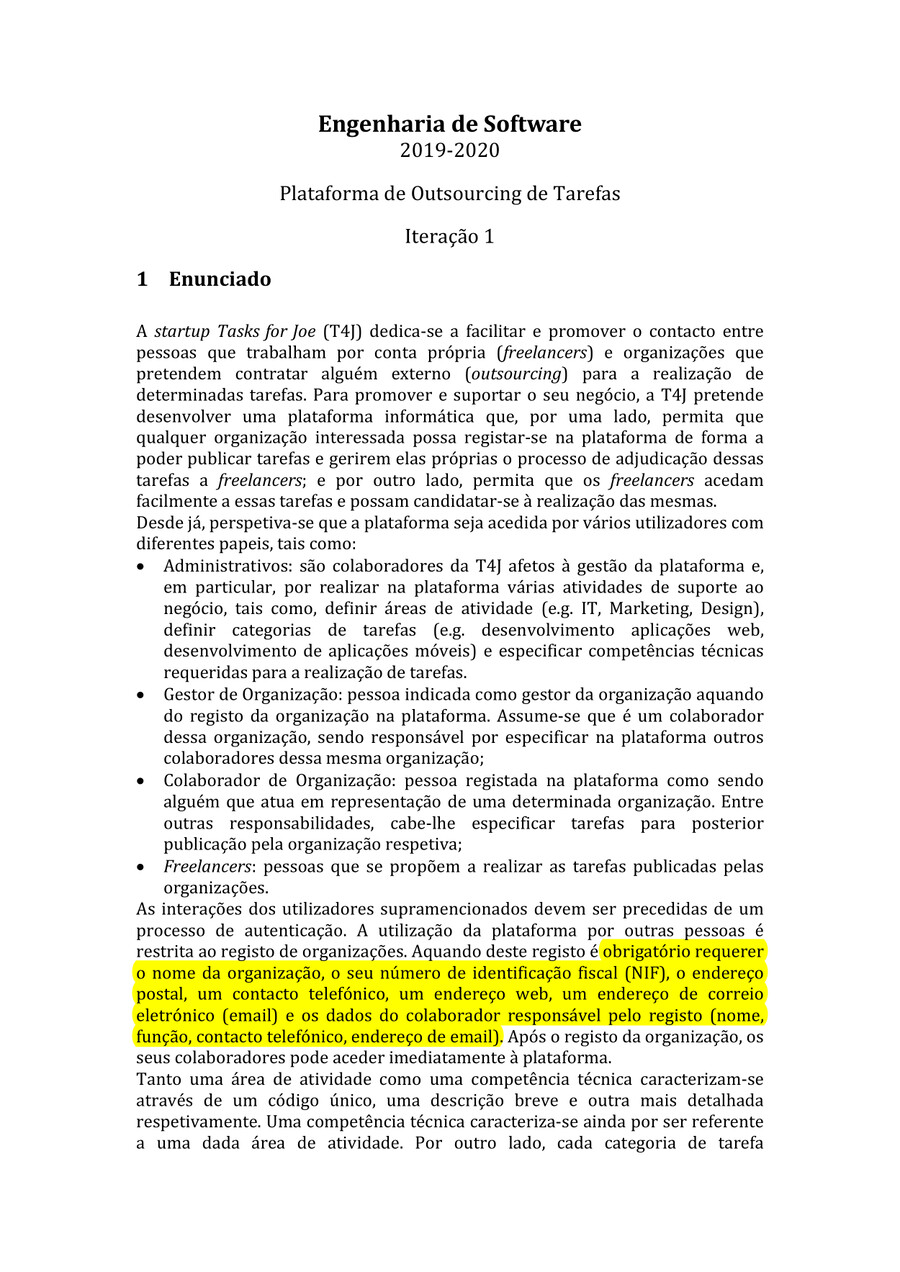 Engenharia de Software
2019-2020
Plataforma de Outsourcing de Tarefas
Iteração 1
1 Enunciado
A startup Tasks for Joe (T4J) dedica-se a facilitar e promover o contacto entre
pessoas que trabalham por conta própria (freelancers) e organizações que
pretendem contratar alguém externo (outsourcing) para a realização de
determinadas tarefas. Para promover e suportar o seu negócio, a T4J pretende
desenvolver uma plataforma informática que, por uma lado, permita que
qualquer organização interessada possa registar-se na plataforma de forma a
poder publicar tarefas e gerirem elas próprias o processo de adjudicação dessas
tarefas a freelancers; e por outro lado, permita que os freelancers acedam
facilmente a essas tarefas e possam candidatar-se à realização das mesmas.
Desde já, perspetiva-se que a plataforma seja acedida por vários utilizadores com
diferentes papeis, tais como:
• Administrativos: são colaboradores da T4J afetos à gestão da plataforma e,
em particular, por realizar na plataforma várias atividades de suporte ao
negócio, tais como, definir áreas de atividade (e.g. IT, Marketing, Design),
definir categorias de tarefas (e.g. desenvolvimento aplicações web,
desenvolvimento de aplicações móveis) e especificar competências técnicas
requeridas para a realização de tarefas.
• Gestor de Organização: pessoa indicada como gestor da organização aquando
do registo da organização na plataforma. Assume-se que é um colaborador
dessa organização, sendo responsável por especificar na plataforma outros
colaboradores dessa mesma organização;
• Colaborador de Organização: pessoa registada na plataforma como sendo
alguém que atua em representação de uma determinada organização. Entre
outras responsabilidades, cabe-lhe especificar tarefas para posterior
publicação pela organização respetiva;
• Freelancers: pessoas que se propõem a realizar as tarefas publicadas pelas
organizações.
As interações dos utilizadores supramencionados devem ser precedidas de um
processo de autenticação. A utilização da plataforma por outras pessoas é
restrita ao registo de organizações. Aquando deste registo é obrigatório requerer
o nome da organização, o seu número de identificação fiscal (NIF), o endereço
postal, um contacto telefónico, um endereço web, um endereço de correio
eletrónico (email) e os dados do colaborador responsável pelo registo (nome,
função, contacto telefónico, endereço de email). Após o registo da organização, os
seus colaboradores pode aceder imediatamente à plataforma.
Tanto uma área de atividade como uma competência técnica caracterizam-se
através de um código único, uma descrição breve e outra mais detalhada
respetivamente. Uma competência técnica caracteriza-se ainda por ser referente
a uma dada área de atividade. Por outro lado, cada categoria de tarefa